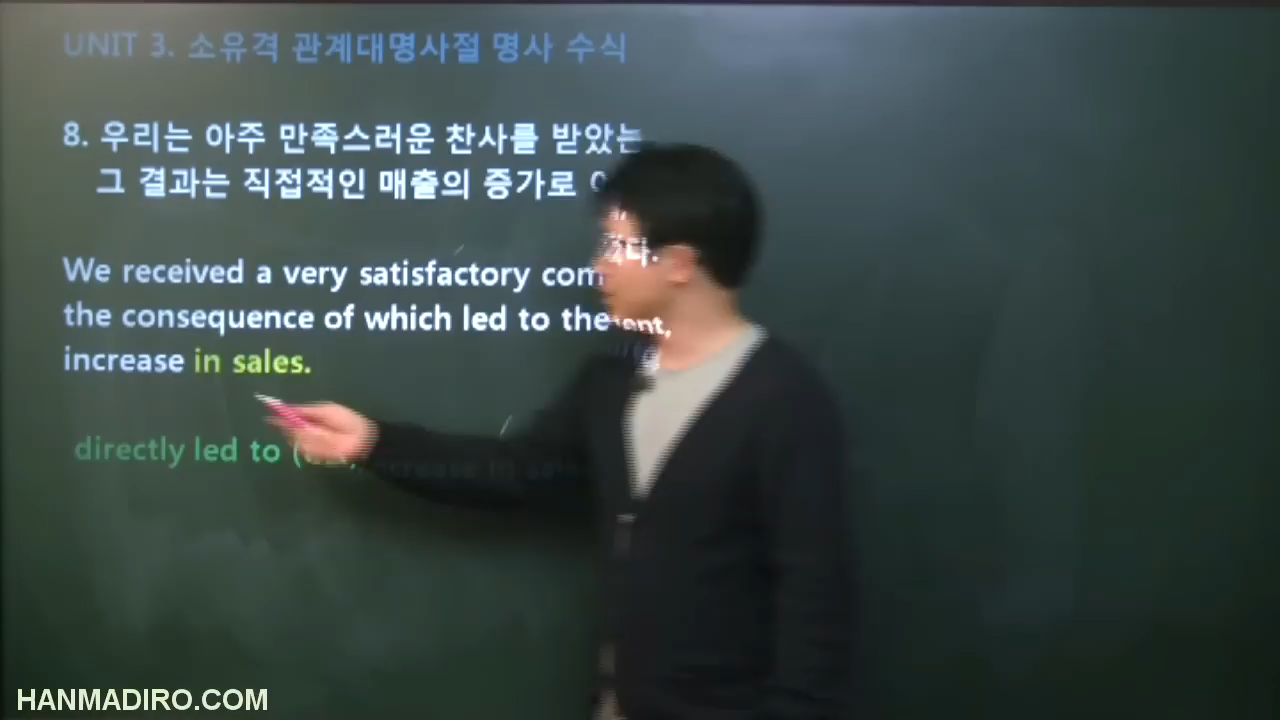 UNIT 3. 소유격 관계대명사절 명사 수식
8. 우리는 아주 만족스러운 찬사를 받았는
그 결과는 직접적인 매출의 증가로
We received a very satisfactory com
the consequence of which led to the
increase in sales.
directly led to
increase in sale
HANMADIRO.COM